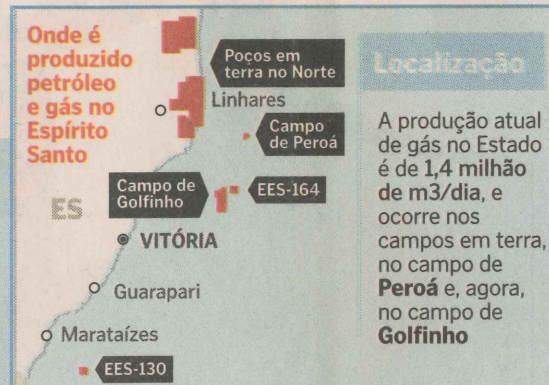 Onde é
produzido
petróleo
e gás no
Espírito
Santo
Poços em
terra no Norte
Linhares
Campo
de Peroá
Campo de
Golfinho
EES-164
ES
VITÓRIA
Guarapari
Marataízes
EES-130
Localização
A produção atual
de gás no Estado
é de 1,4 milhão
de m3/dia, e
ocorre nos
campos em terra,
no campo de
Peroá e, agora,
no campo de
Golfinho